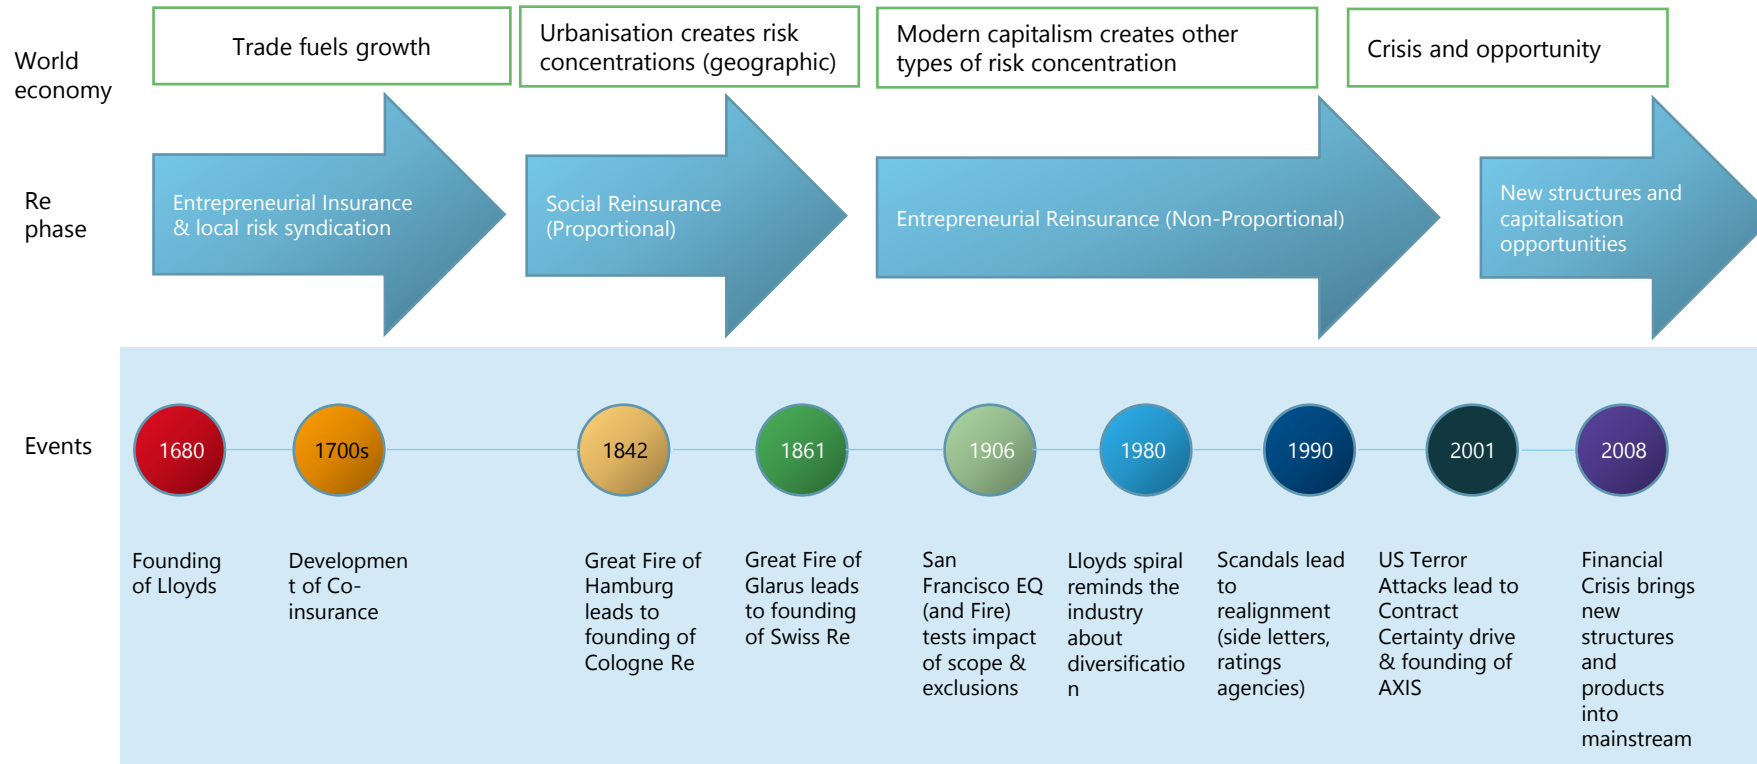 World
economy
Trade fuels growth
Urbanisation creates risk
concentrations (geographic)
Modern capitalism creates other
types of risk concentration
Crisis and opportunity
Re
phase
Entrepreneurial Insurance
& local risk syndication
Social Reinsurance
(Proportional)
Entrepreneurial Reinsurance (Non-Proportional)
New structures and
capitalisation
opportunities
Events
1680
1700s
1842
1861
1906
1980
1990
2001
2008
Founding
of Lloyds
Developmen
t of Co-
insurance
Great Fire of
Hamburg
leads to
founding of
Cologne Re
Great Fire of
Glarus leads
to founding
of Swiss Re
San
Francisco EQ
(and Fire)
tests impact
of scope &
exclusions
Lloyds spiral
reminds the
industry
about
diversificatio
n
Scandals lead
to
realignment
(side letters,
ratings
agencies)
US Terror
Attacks lead to
Contract
Certainty drive
& founding of
AXIS
Financial
Crisis brings
new
structures
and
products
into
mainstream